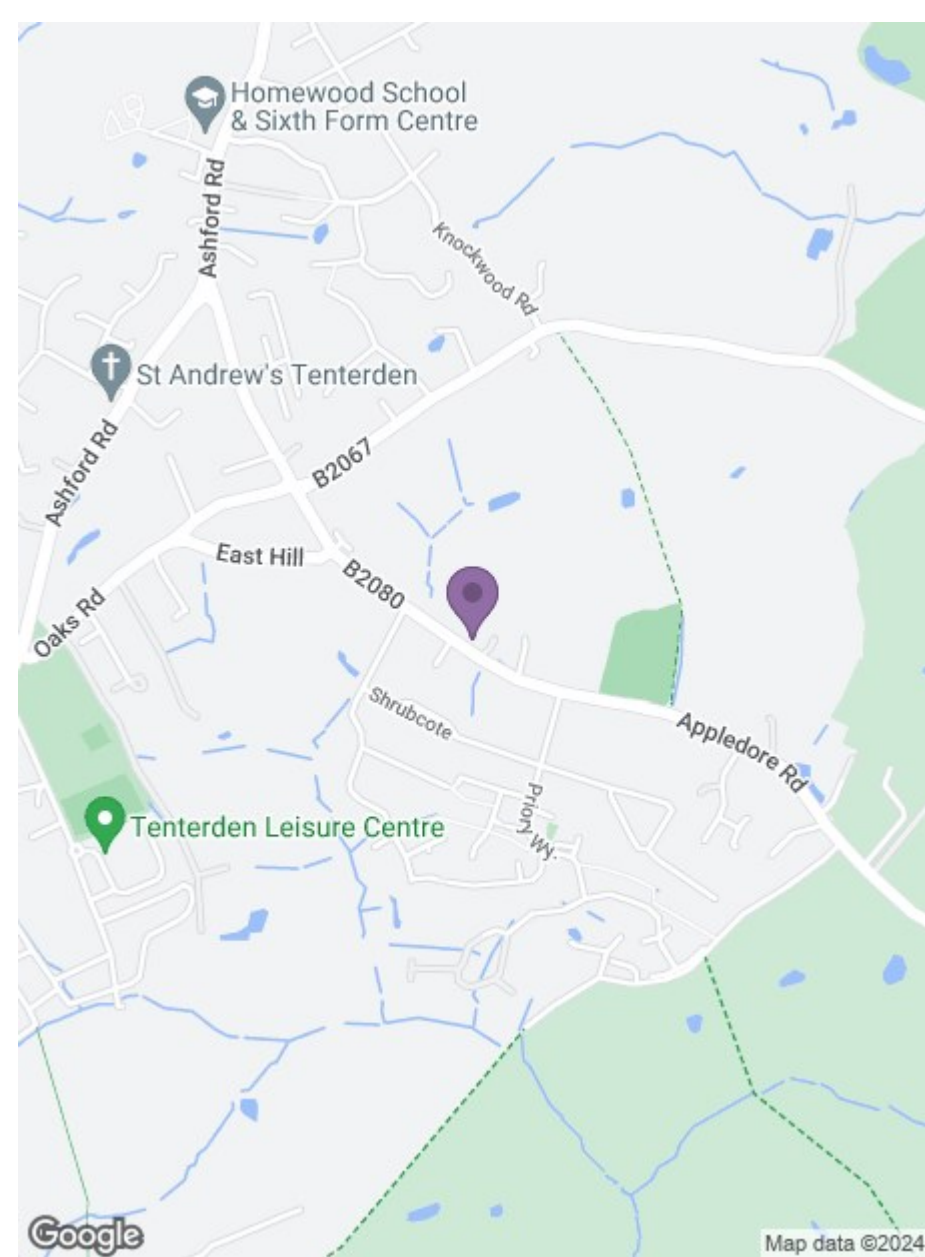 Homewood School
& Sixth Form Centre
Ashford Rd
Knockwood Rd
St Andrew's Tenterden
B2067
Ashford Rd
East Hill
B2080
Oaks Rd
Shrubcote
Appledore Rd
Priory Wy.
Tenterden Leisure Centre
Google
Map data ©2024